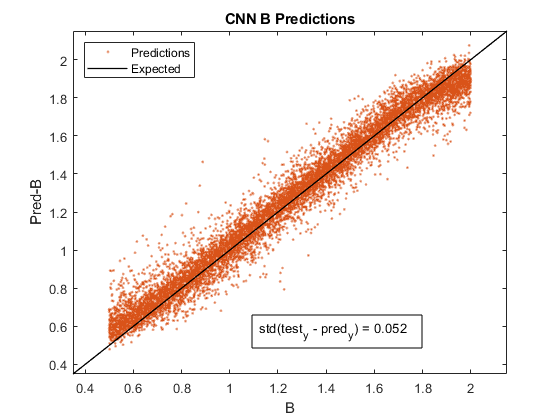 CNN B Predictions
Predictions
Expected
Pred-B
2
1.8
1.6
1.4
1.2
1
0.8
0.6
0.4
std(test_y - pred_y) = 0.052
0.4 0.6 0.8 1 1.2 1.4 1.6 1.8 2
B